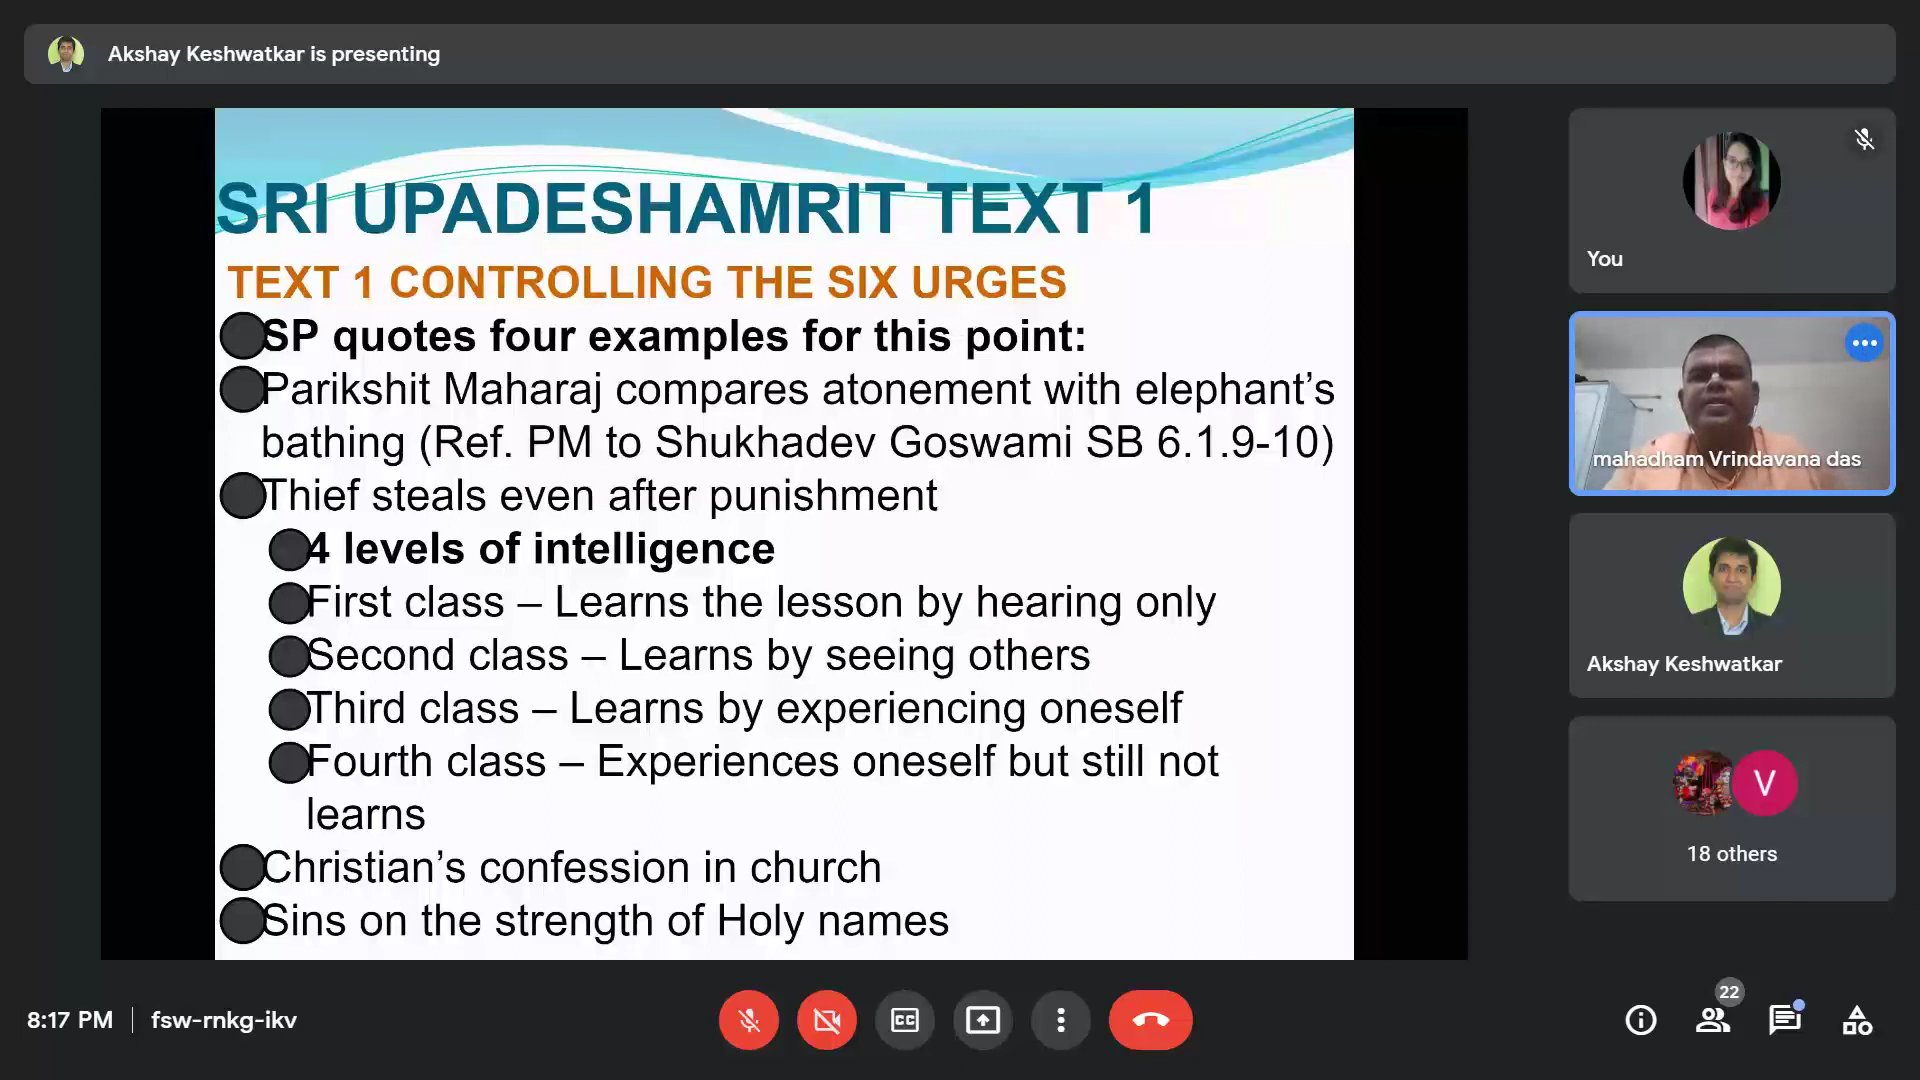 Akshay Keshwatkar is presenting
SRI UPADESHAMRIT TEXT 1
TEXT 1 CONTROLLING THE SIX URGES
SP quotes four examples for this point:
Parikshit Maharaj compares atonement with elephant’s
bathing (Ref. PM to Shukhadev Goswami SB 6.1.9-10)
Thief steals even after punishment
4 levels of intelligence
First class – Learns the lesson by hearing only
Second class – Learns by seeing others
Third class – Learns by experiencing oneself
Fourth class – Experiences oneself but still not
learns
Christian’s confession in church
Sins on the strength of Holy names
You
mahadham Vrindavana das
Akshay Keshwatkar
V
18 others
8:17 PM | fsw-rnkg-ikv
CC
22